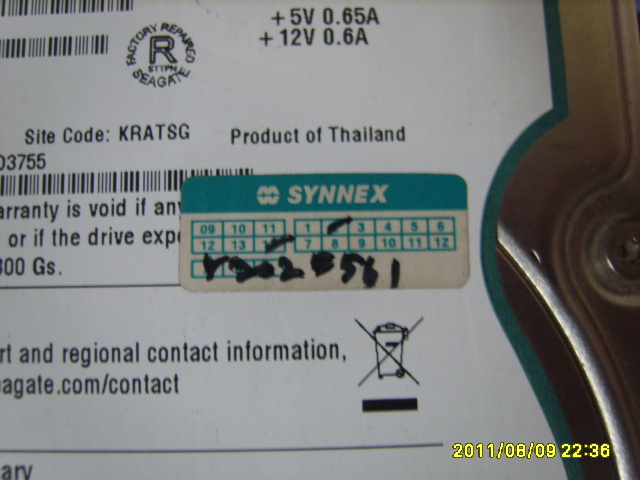 + 5V 0.65A
+ 12V 0.6A
FACTORY REPAIRED
R
SEAGATE
Site Code: KRATSG
Product of Thailand
03755
arranty is void if any
or if the drive expe
300 Gs.
SYNNEX
09 10 11 1 3 4 5 6
12 13 7 8 9 10 11 12
rt and regional contact information,
eagate.com/contact
ary
2011/08/09 22:36